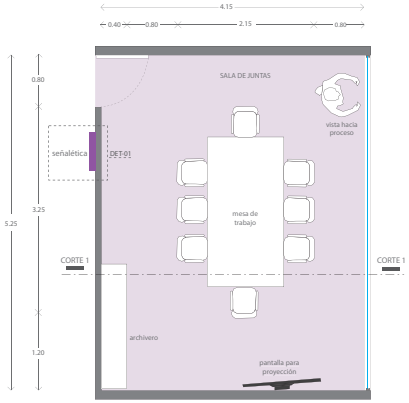 4.15
0.40 0.80 2.15 0.80
SALA DE JUNTAS
0.80
vista hacia
proceso
señalética
DET-01
3.25
mesa de
trabajo
5.25
CORTE 1
CORTE 1
archivero
1.20
pantalla para
proyección